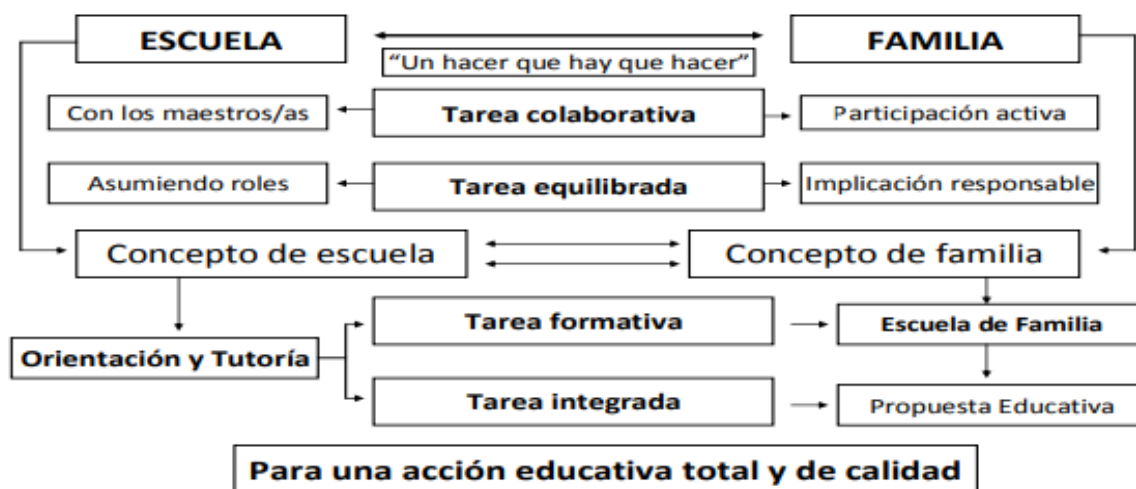 ESCUELA
FAMILIA
“Un hacer que hay que hacer”
Con los maestros/as
Tarea colaborativa
Participación activa
Asumiendo roles
Tarea equilibrada
Implicación responsable
Concepto de escuela
Concepto de familia
Tarea formativa
Escuela de Familia
Orientación y Tutoría
Tarea integrada
Propuesta Educativa
Para una acción educativa total y de calidad